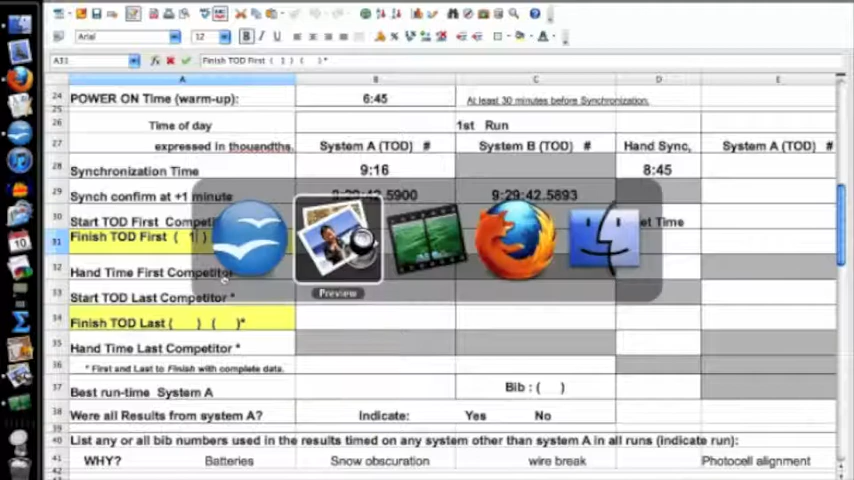 Arial 12 B I U
A31 Finish TOD First ( 1 ) ( )*
A B C D E
24 POWER ON Time (warm-up): 6:45 At least 30 minutes before Synchronization.
25
26 Time of day 1st Run
27 expressed in thouendths. System A (TOD) # System B (TOD) # Hand Sync, System A (TOD) #
28 Synchronization Time 9:16 8:45
29 Synch confirm at +1 minute 9:29:42.5900 9:29:42.5893
30 Start TOD First Competi et Time
31 Finish TOD First ( 1 )
32 Hand Time First Competitor
33 Start TOD Last Competitor *
Preview
34 Finish TOD Last ( ) ( )*
35 Hand Time Last Competitor *
36 * First and Last to Finish with complete data.
37 Best run-time System A Bib : ( )
38 Were all Results from system A? Indicate: Yes No
40 List any or all bib numbers used in the results timed on any system other than system A in all runs (indicate run):
41 WHY? Batteries Snow obscuration wire break Photocell alignment
42